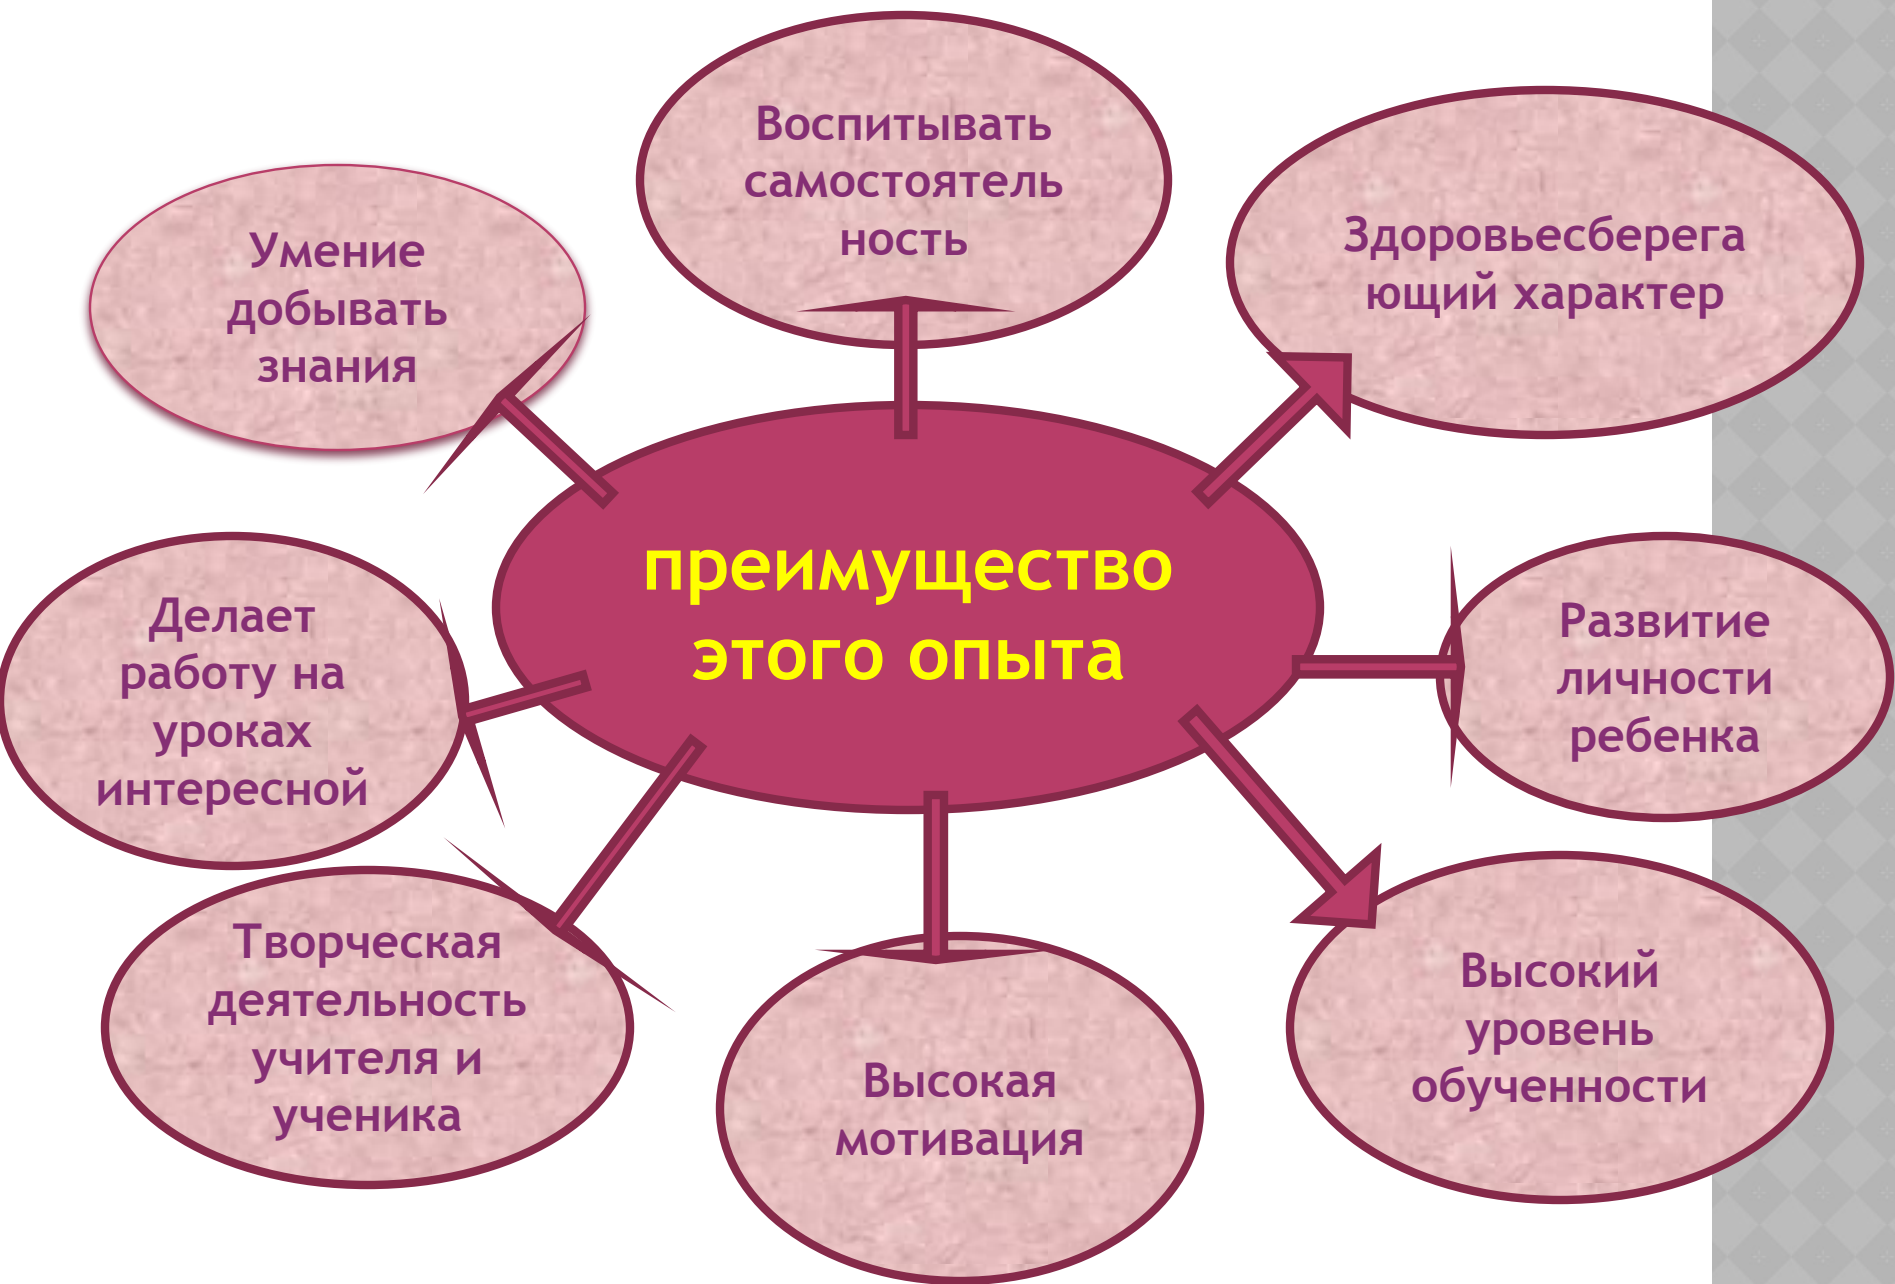 Воспитывать
самостоятель
ность
Умение
добывать
знания
Здоровьесберега
ющий характер
преимущество
этого опыта
Делает
работу на
уроках
интересной
Развитие
личности
ребенка
Творческая
деятельность
учителя и
ученика
Высокая
мотивация
Высокий
уровень
обученности